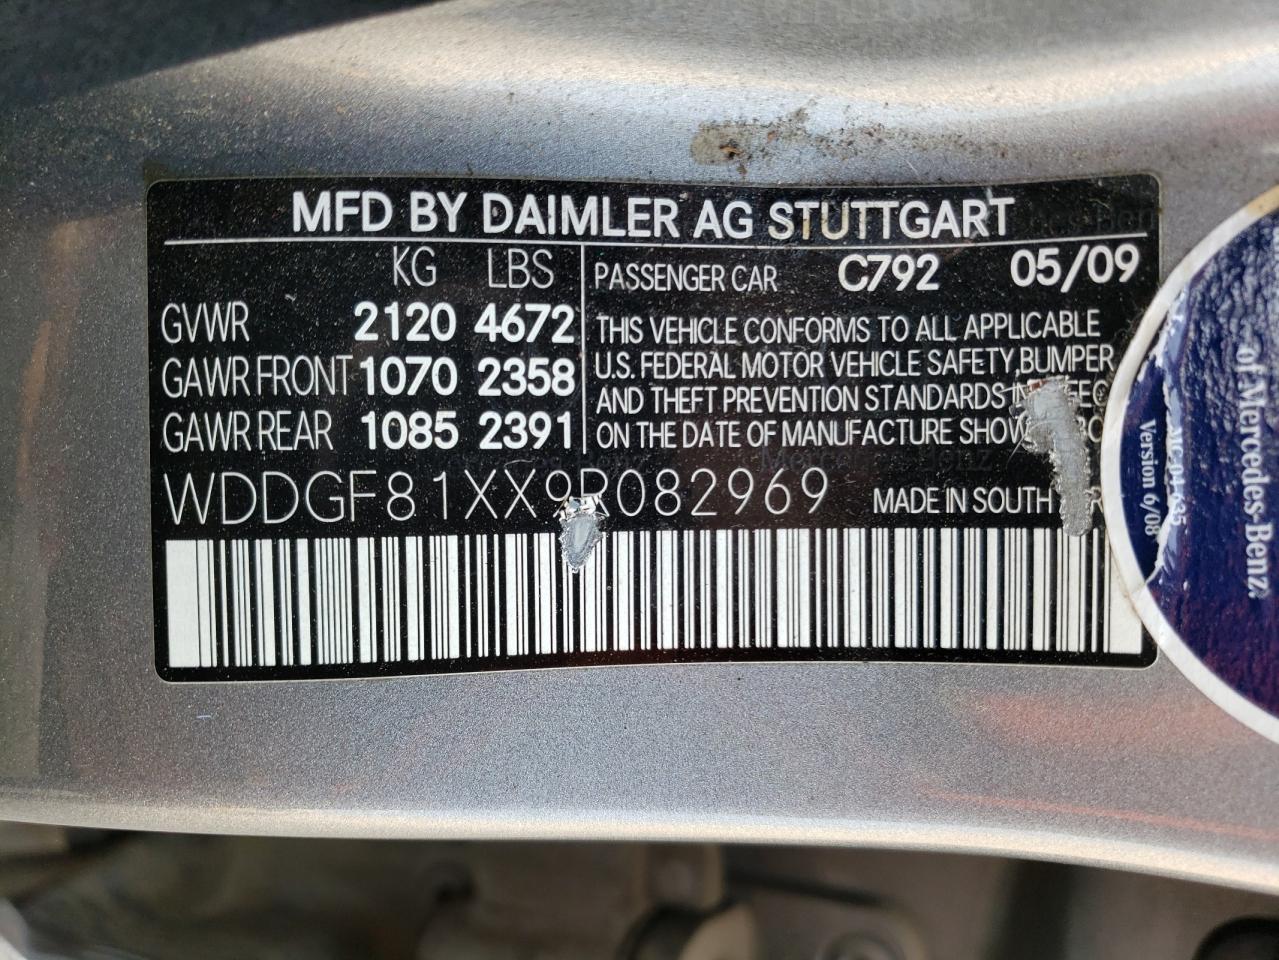 MFD BY DAIMLER AG STUTTGART
KG LBS
GVWR 2120 4672
GAWR FRONT 1070 2358
GAWR REAR 1085 2391
PASSENGER CAR C792 05/09
THIS VEHICLE CONFORMS TO ALL APPLICABLE
U.S. FEDERAL MOTOR VEHICLE SAFETY, BUMPER
AND THEFT PREVENTION STANDARDS
ON THE DATE OF MANUFACTURE
WDDGF81XX9R082969 MADE IN SOUTH
of Mercedes-Benz.
Version 6/08